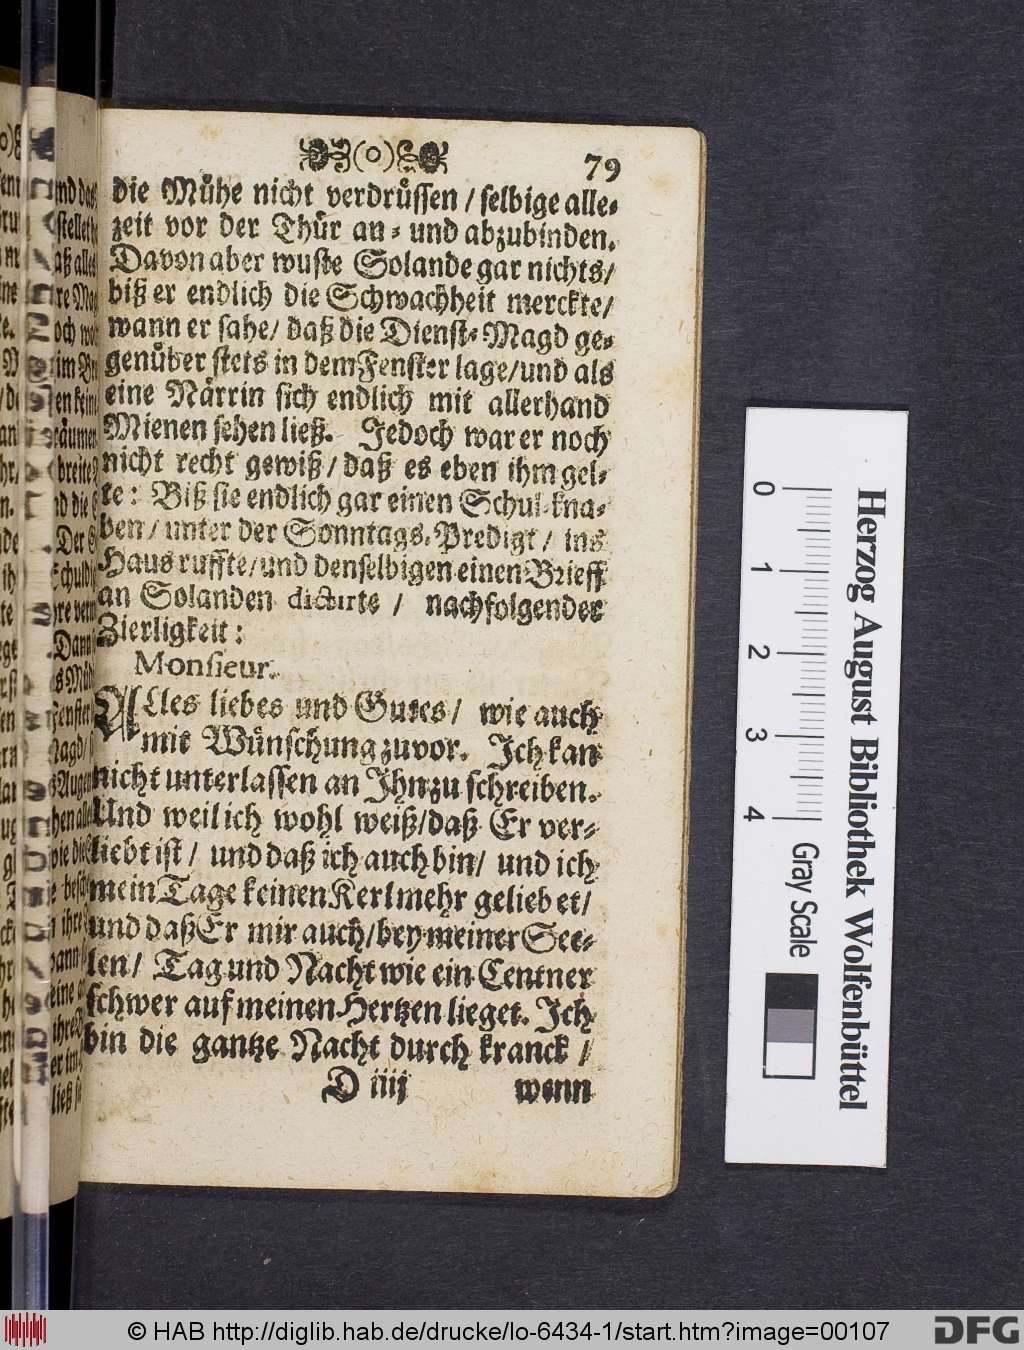 (o) 79
die Mühe nicht verdrüssen / selbige alle-
zeit vor der Thür an- und abzubinden.
Davon aber wuste Solande gar nichts/
biß er endlich die Schwachheit merckte/
wann er sahe/ daß die Dienst-Magd ge-
genüber stets in dem Fenster lage/und als
eine Närrin sich endlich mit allerhand
Mienen sehen ließ. Jedoch war er noch
nicht recht gewiß/ daß es eben ihm gel-
te: Biß sie endlich gar einen Schul-kna-
ben/ unter der Sonntags-Predigt/ ins
Haus ruffte/und denselbigen einen Brieff
an Solanden dictirte / nachfolgender
Zierligkeit:
Monsieur.
ALles liebes und Gutes/ wie auch
mit Wünschung zuvor. Ich kan
nicht unterlassen an Ihn zu schreiben.
Und weil ich wohl weiß/daß Er ver-
liebt ist/ und daß ich auch bin/ und ich
mein Tage keinen Kerl mehr geliebet/
und daß Er mir auch/bey meiner See-
len/ Tag und Nacht wie ein Centner
schwer auf meinen Hertzen lieget. Ich
bin die gantze Nacht durch kranck /
D iiij wenn
0 1 2 3 4
Gray Scale
Herzog August Bibliothek Wolfenbüttel
© HAB http://diglib.hab.de/drucke/lo-6434-1/start.htm?image=00107
DFG